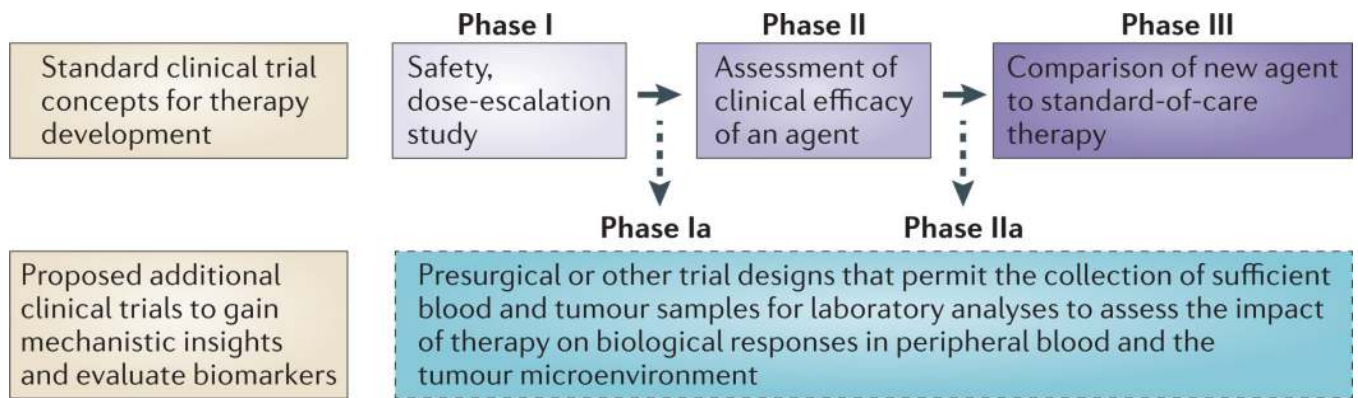 Phase I
Phase II
Phase III
Standard clinical trial
concepts for therapy
development
Safety,
dose-escalation
study
Assessment of
clinical efficacy
of an agent
Comparison of new agent
to standard-of-care
therapy
Phase Ia
Phase IIa
Proposed additional
clinical trials to gain
mechanistic insights
and evaluate biomarkers
Presurgical or other trial designs that permit the collection of sufficient
blood and tumour samples for laboratory analyses to assess the impact
of therapy on biological responses in peripheral blood and the
tumour microenvironment